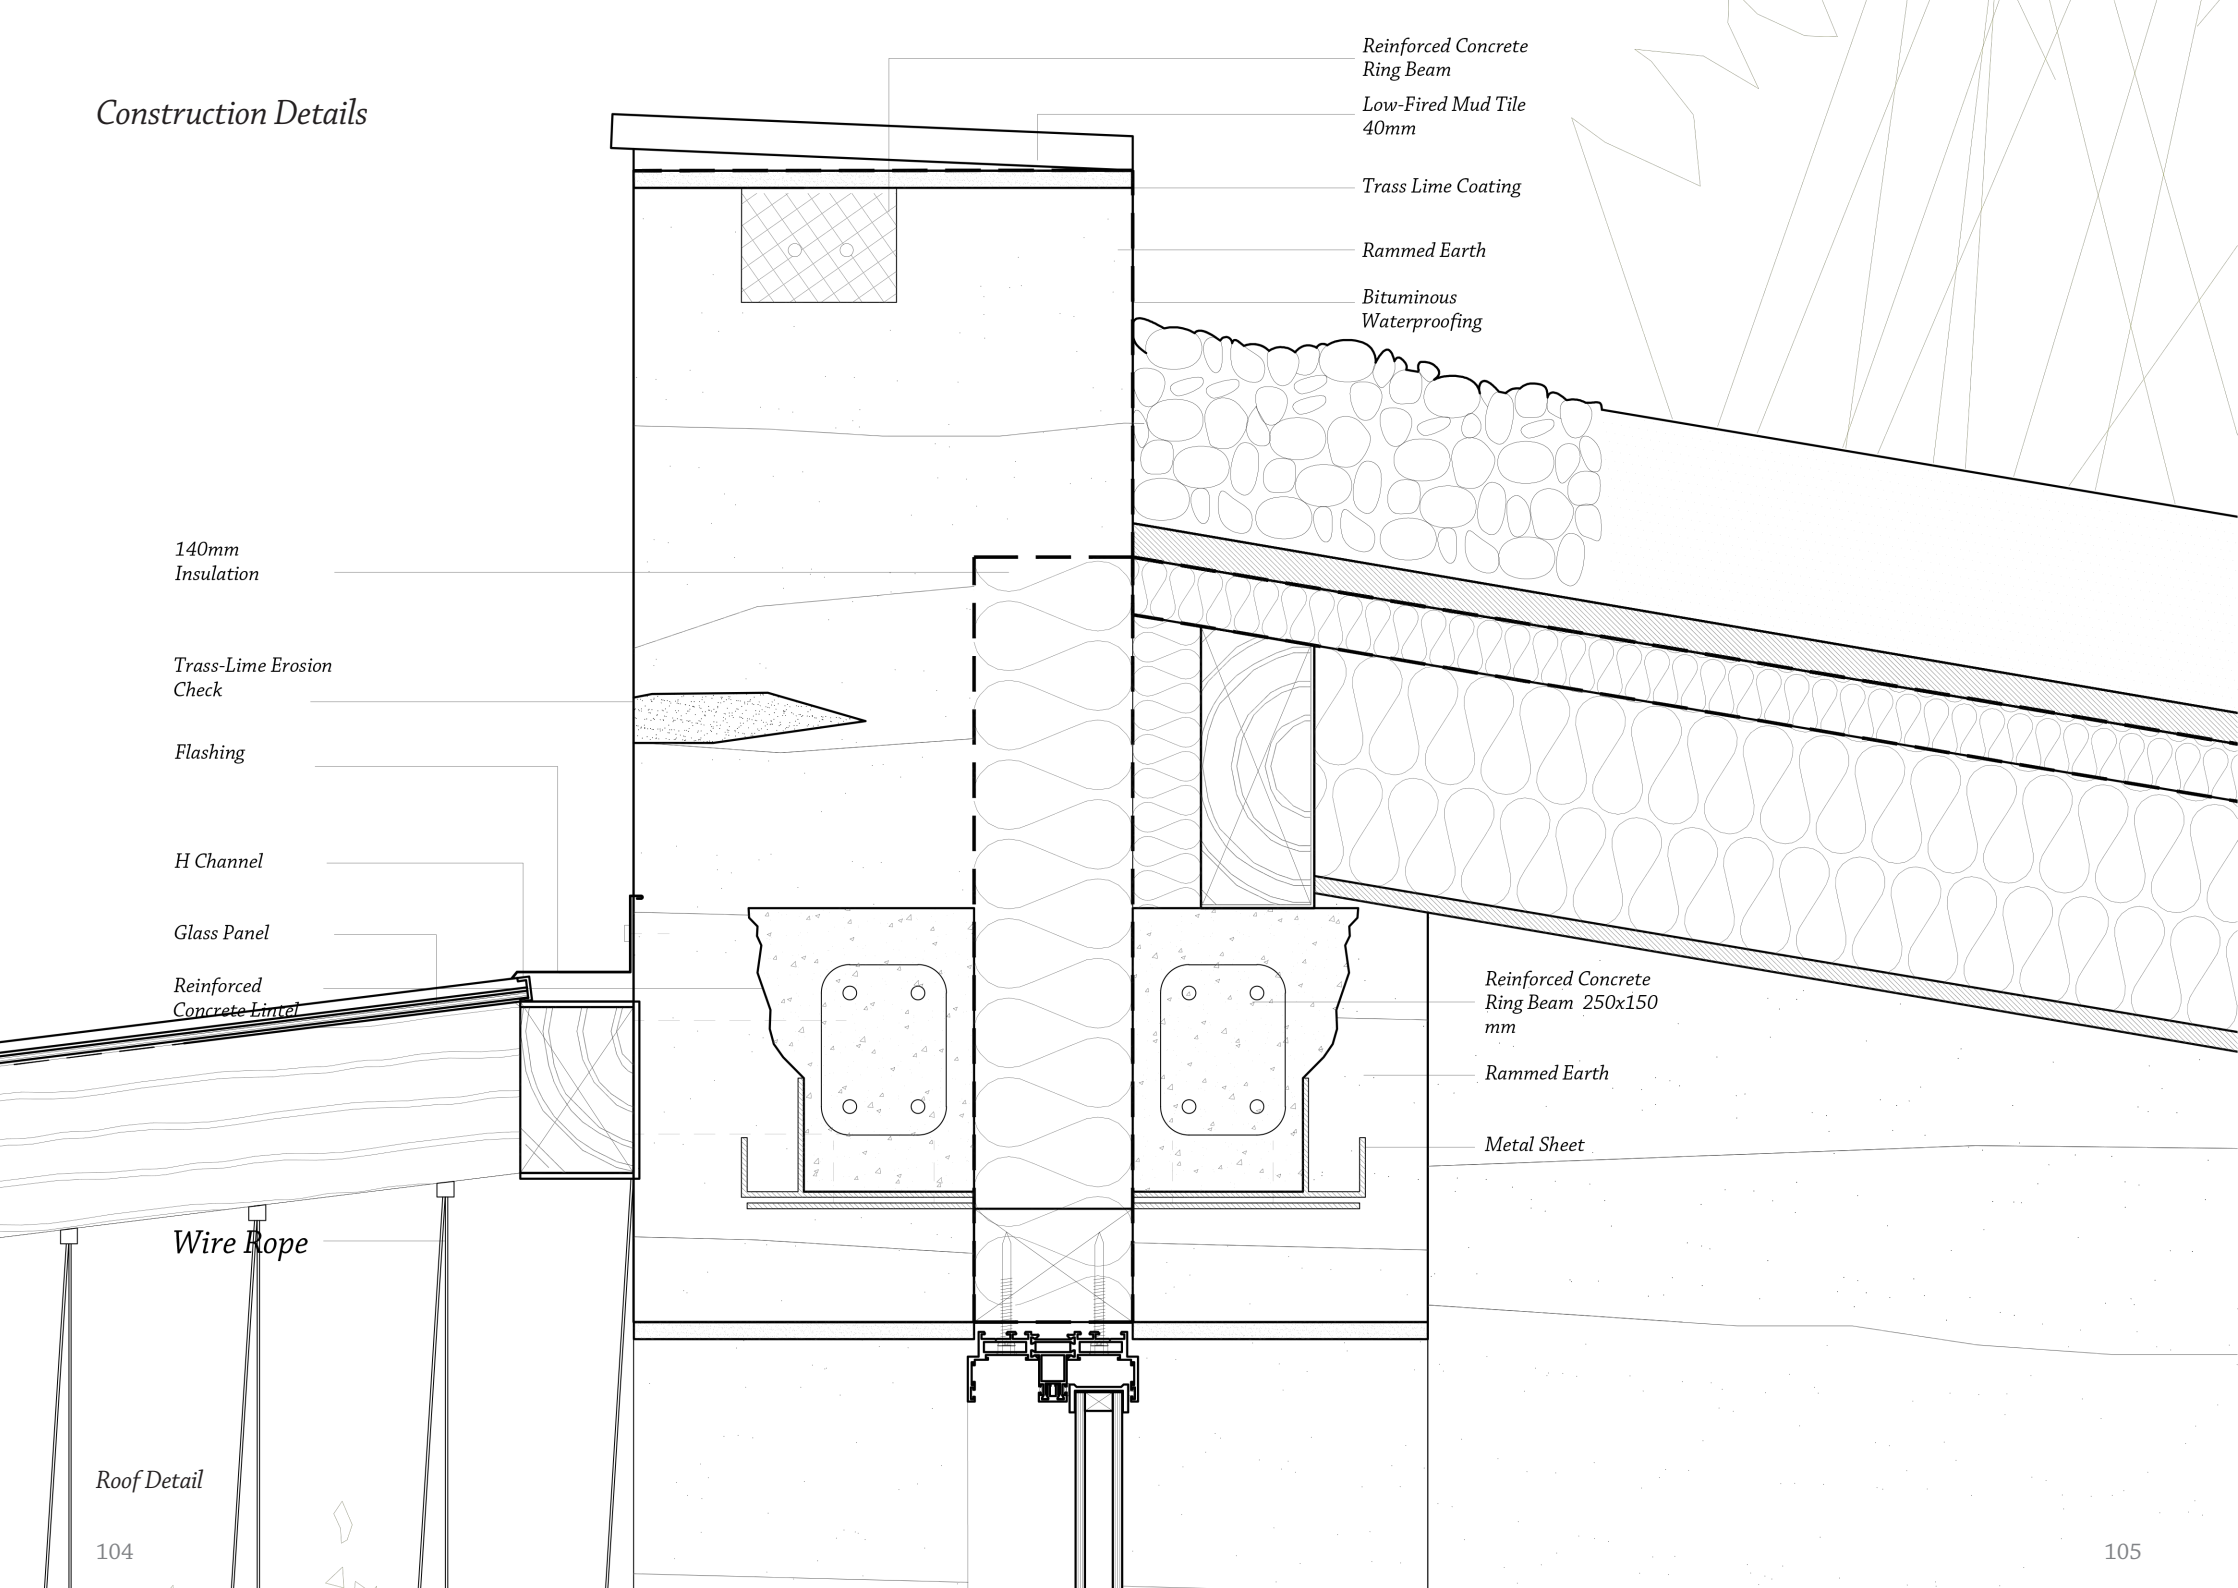 Construction Details
Reinforced Concrete
Ring Beam
Low-Fired Mud Tile
40mm
Trass Lime Coating
Rammed Earth
Bituminous
Waterproofing
140mm
Insulation
Trass-Lime Erosion
Check
Flashing
H Channel
Glass Panel
Reinforced
Concrete Lintel
Reinforced Concrete
Ring Beam 250x150
mm
Rammed Earth
Metal Sheet
Wire Rope
Roof Detail
104
105